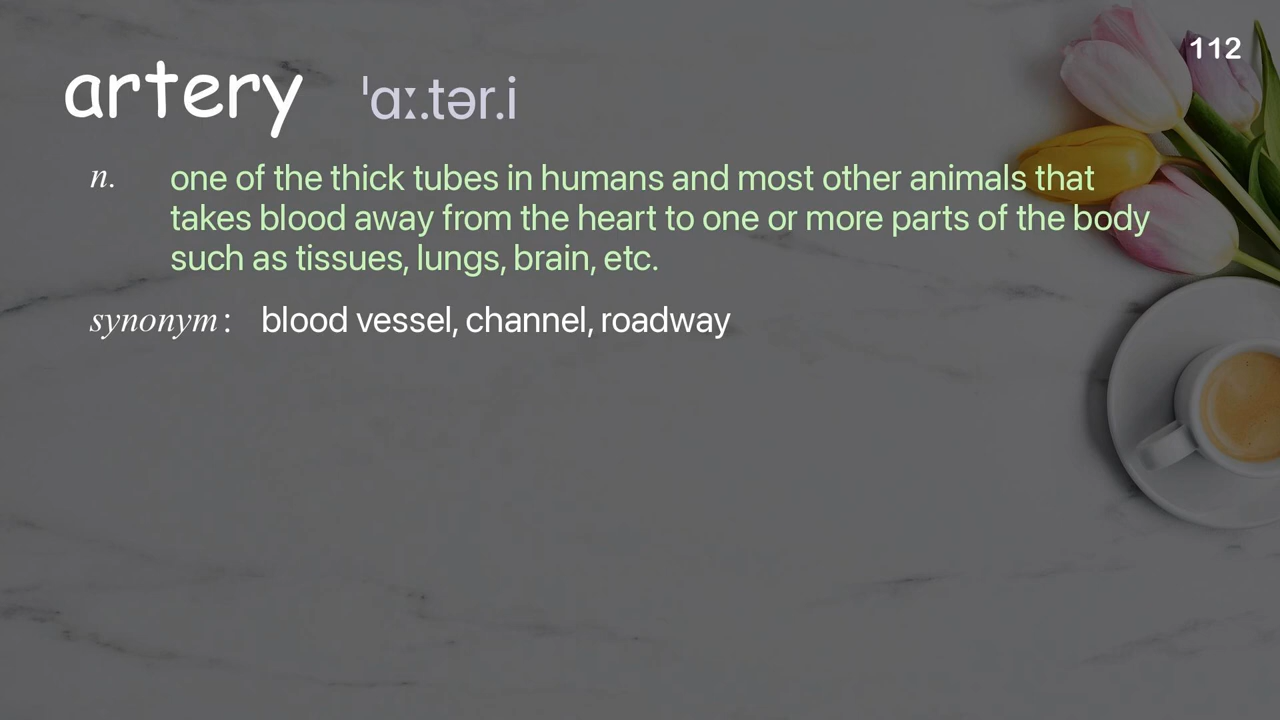 112
artery ˈɑː.tər.i
n. one of the thick tubes in humans and most other animals that
takes blood away from the heart to one or more parts of the body
such as tissues, lungs, brain, etc.
synonym : blood vessel, channel, roadway